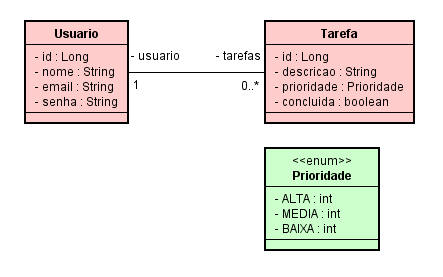 Usuario
- id : Long
- nome : String
- email : String
- senha : String
- usuario
1
- tarefas
0..*
Tarefa
- id : Long
- descricao : String
- prioridade : Prioridade
- concluida : boolean
<<enum>>
Prioridade
- ALTA : int
- MEDIA : int
- BAIXA : int